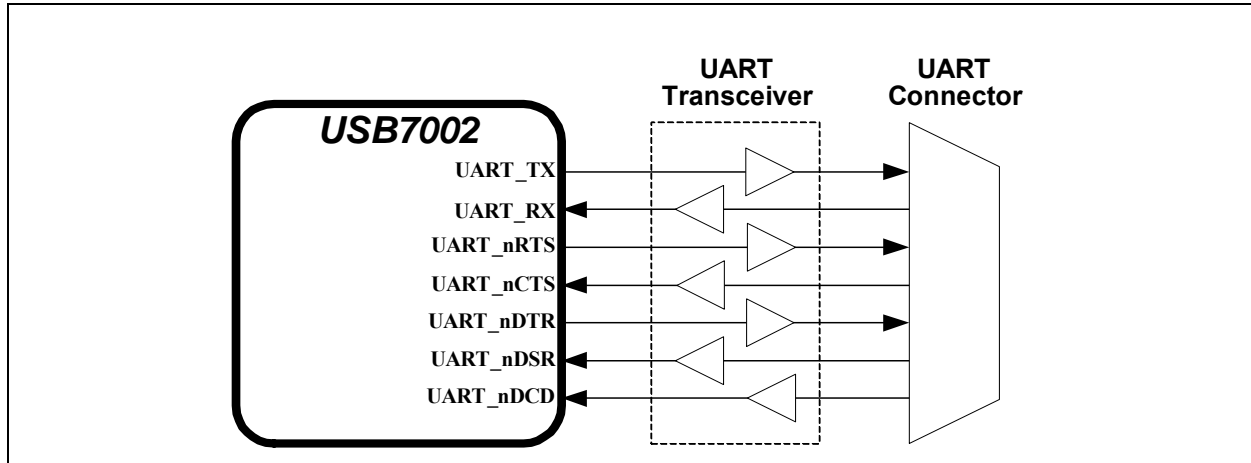 UART
Transceiver
UART
Connector
USB7002
UART_TX
UART_RX
UART_nRTS
UART_nCTS
UART_nDTR
UART_nDSR
UART_nDCD